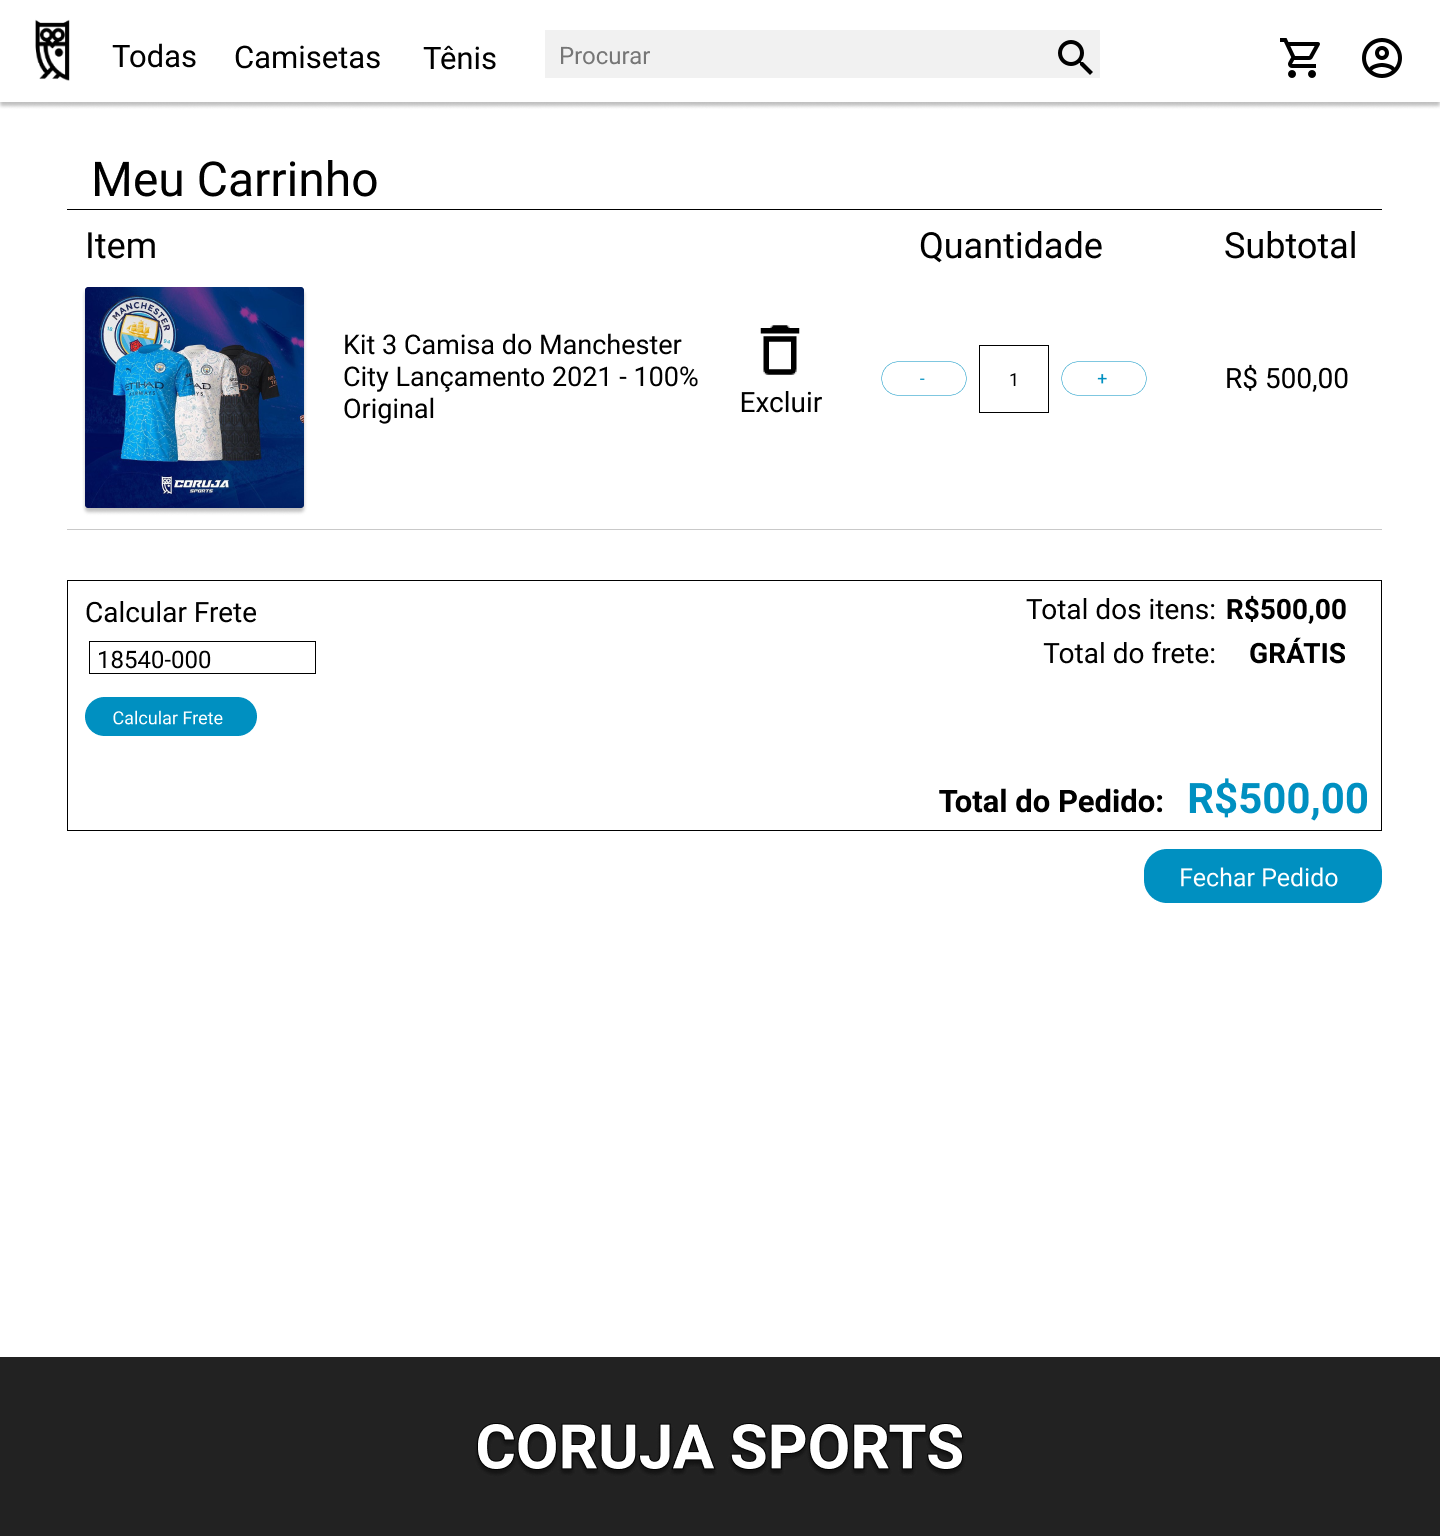 Todas
Camisetas
Tênis
Procurar
Meu Carrinho
Item
Quantidade
Subtotal
MANCHESTER
ETIHAD
AIRWAYS
CORUJA
SPORTS
Kit 3 Camisa do Manchester
City Lançamento 2021 - 100%
Original
Excluir
-
1
+
R$ 500,00
Calcular Frete
18540-000
Calcular Frete
Total dos itens: R$500,00
Total do frete: GRÁTIS
Total do Pedido: R$500,00
Fechar Pedido
CORUJA SPORTS